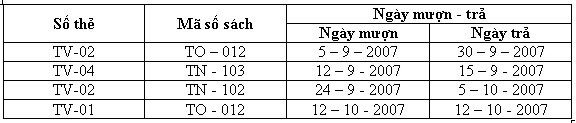 Số thẻ Mã số sách Ngày mượn - trả
Ngày mượn Ngày trả
TV-02 TO – 012 5 – 9 – 2007 30 – 9 – 2007
TV-04 TN - 103 12 – 9 - 2007 15 – 9 - 2007
TV-02 TN - 102 24 – 9 - 2007 5 – 10 - 2007
TV-01 TO - 012 12 – 10 - 2007 12 – 10 - 2007